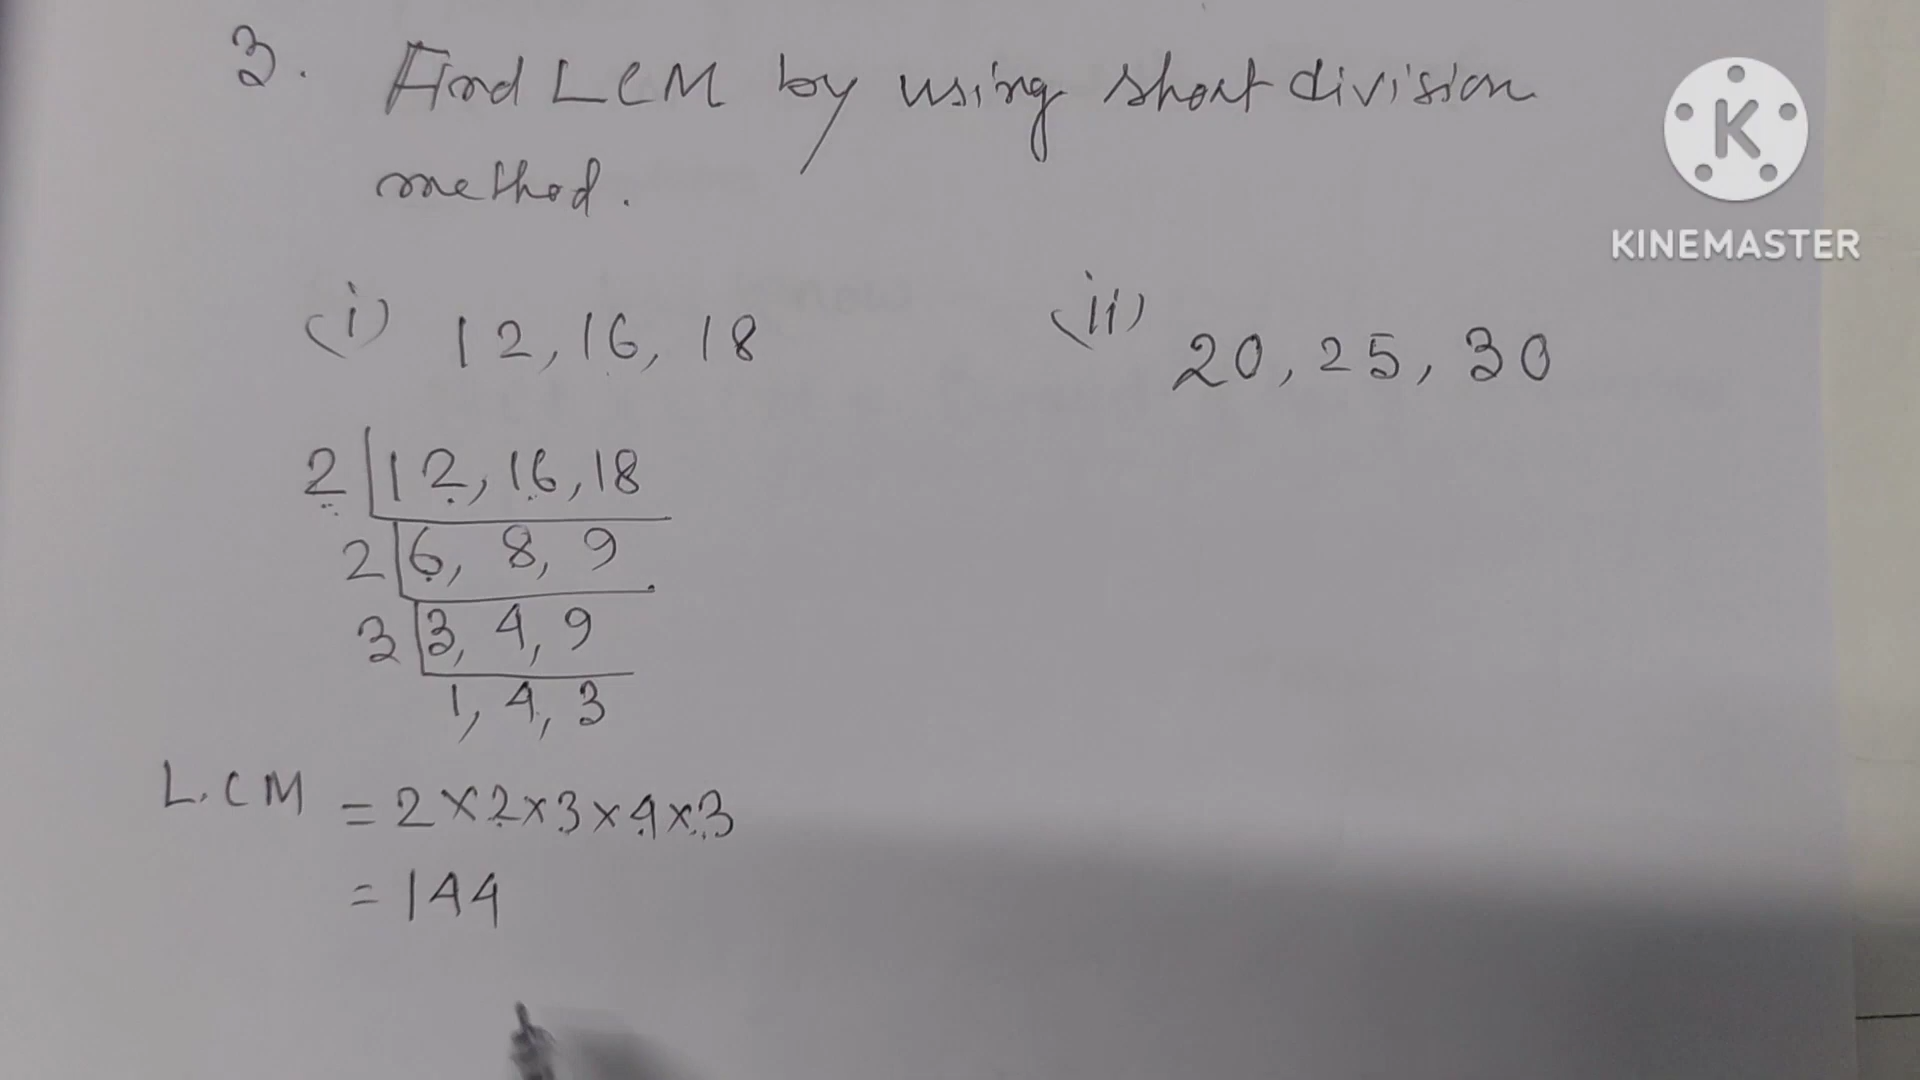 3. Find LCM by using short division
method.
(i) 12, 16, 18
(ii) 20, 25, 30
2 12, 16, 18
2 6, 8, 9
3 3, 4, 9
1, 4, 3
L.CM = 2×2×3×4×3
= 144
K
KINEMASTER